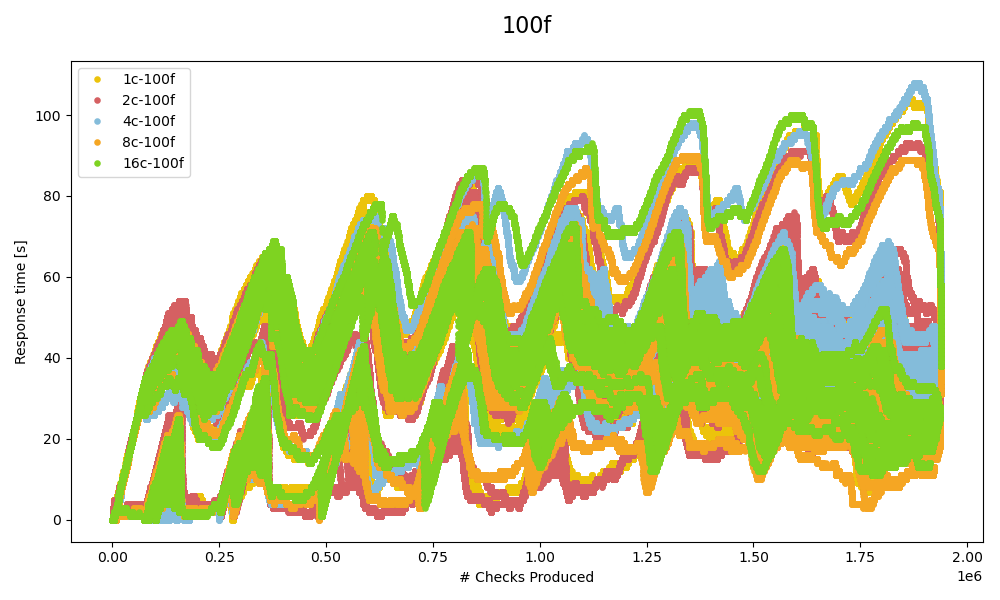 100f
1c-100f
2c-100f
4c-100f
8c-100f
16c-100f
Response time [s]
100
80
60
40
20
0
0.00 0.25 0.50 0.75 1.00 1.25 1.50 1.75 2.00
1e6
# Checks Produced